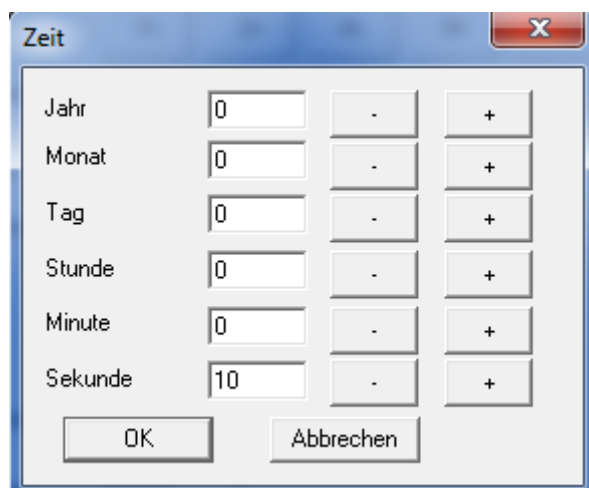 Zeit
Jahr 0 - +
Monat 0 - +
Tag 0 - +
Stunde 0 - +
Minute 0 - +
Sekunde 10 - +
OK Abbrechen